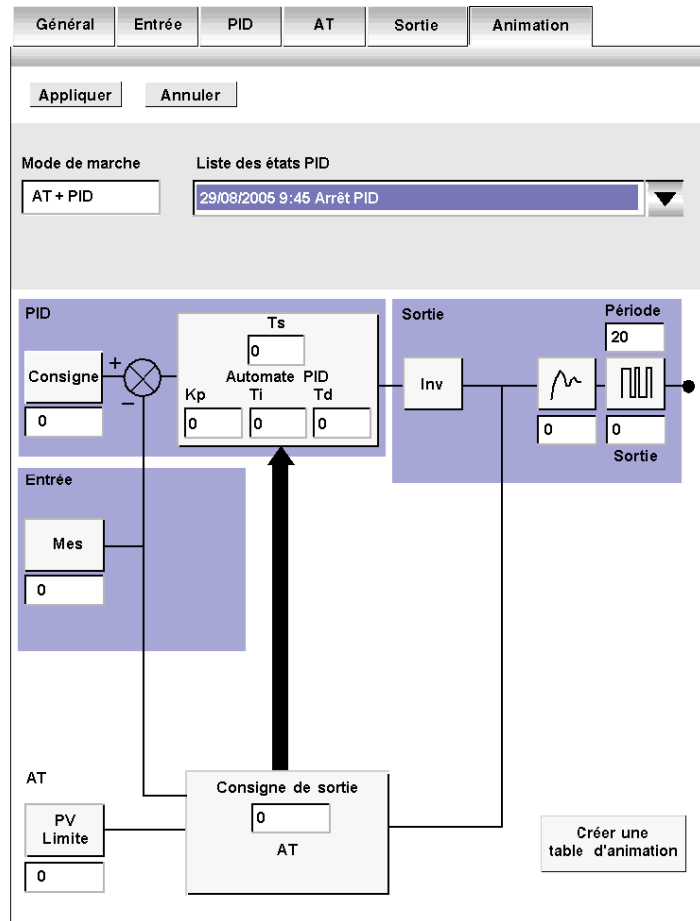 Général Entrée PID AT Sortie Animation
Appliquer Annuler
Mode de marche Liste des états PID
AT + PID 29/08/2005 9:45 Arrêt PID
PID
Ts
0
Automate PID
Kp Ti Td
0 0 0
Consigne
+
−
0
Sortie
Période
20
Inv
0 0
Sortie
Entrée
Mes
0
AT
PV
Limite
0
Consigne de sortie
0
AT
Créer une
table d'animation